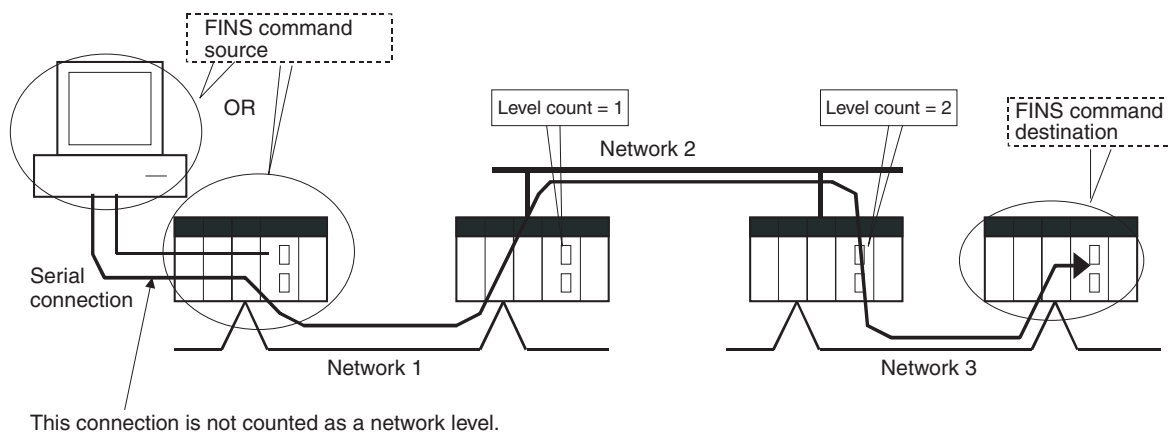 FINS command
source
OR
Level count = 1
Level count = 2
FINS command
destination
Network 2
Serial
connection
Network 1
Network 3
This connection is not counted as a network level.